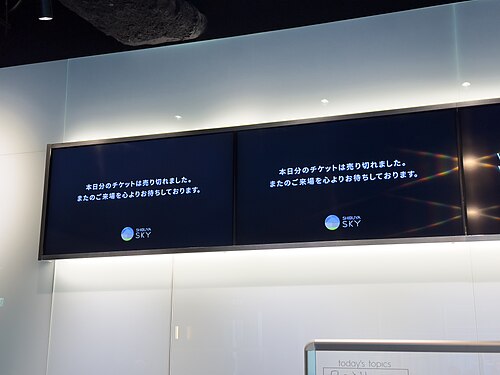 本日分のチケットは売り切れました。
またのご来場を心よりお待ちしております。
SHIBUYA
SKY
本日分のチケットは売り切れました。
またのご来場を心よりお待ちしております。
SHIBUYA
SKY
today's topics